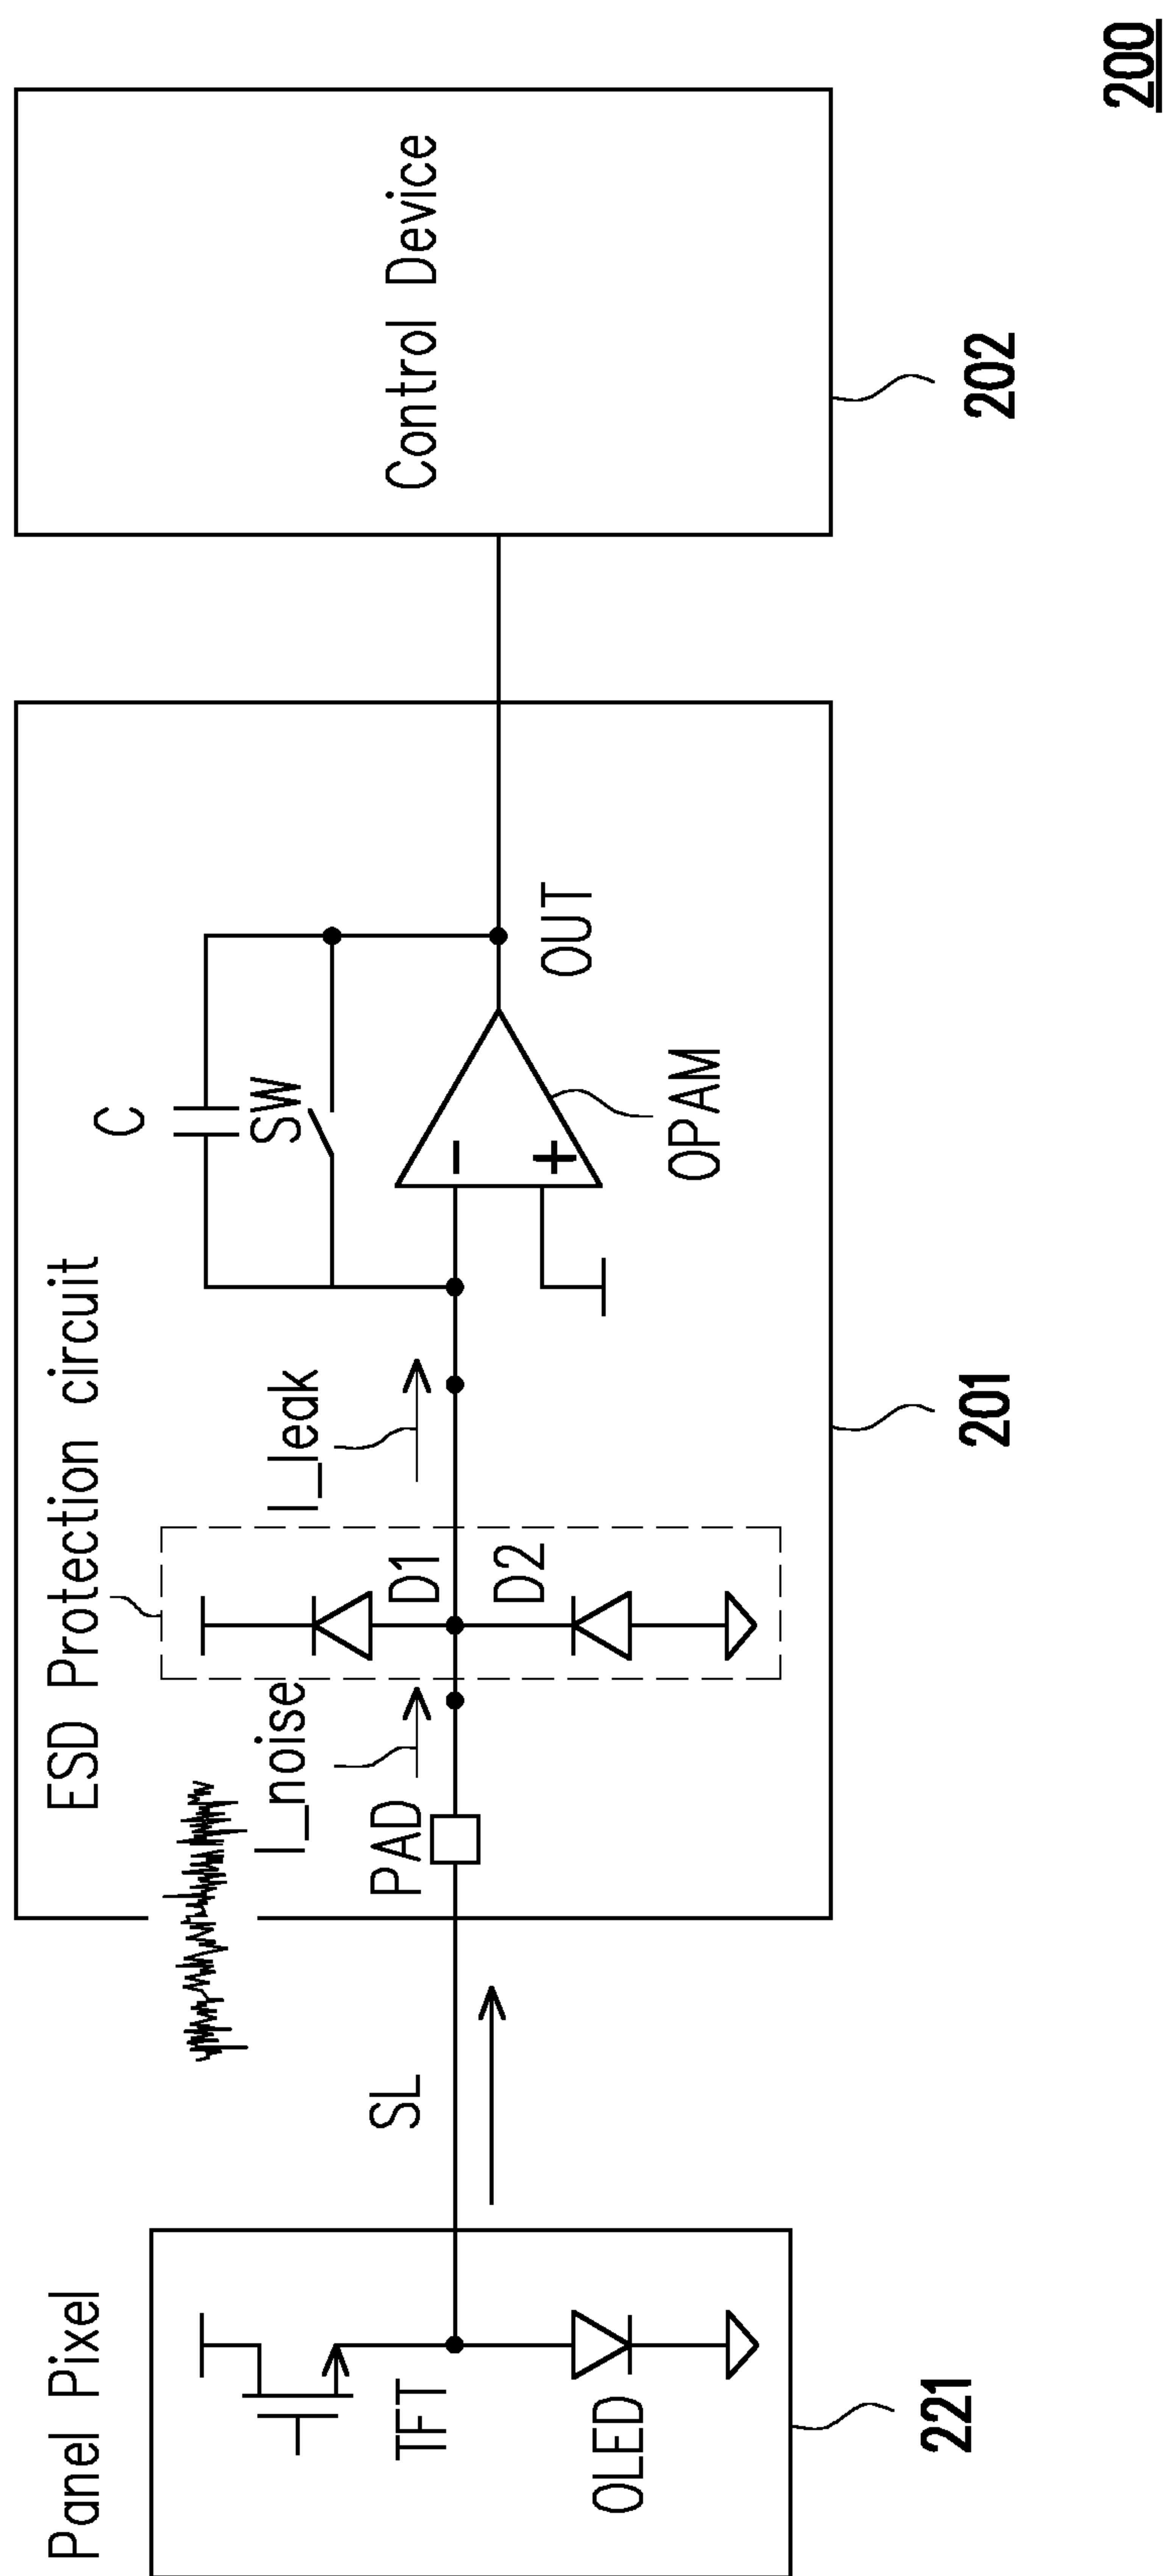 Panel Pixel
TFT
OLED
221
SL
ESD Protection circuit
I_noise
PAD
D1
D2
I_leak
C
SW
−
+
OPAM
OUT
201
Control Device
202
200